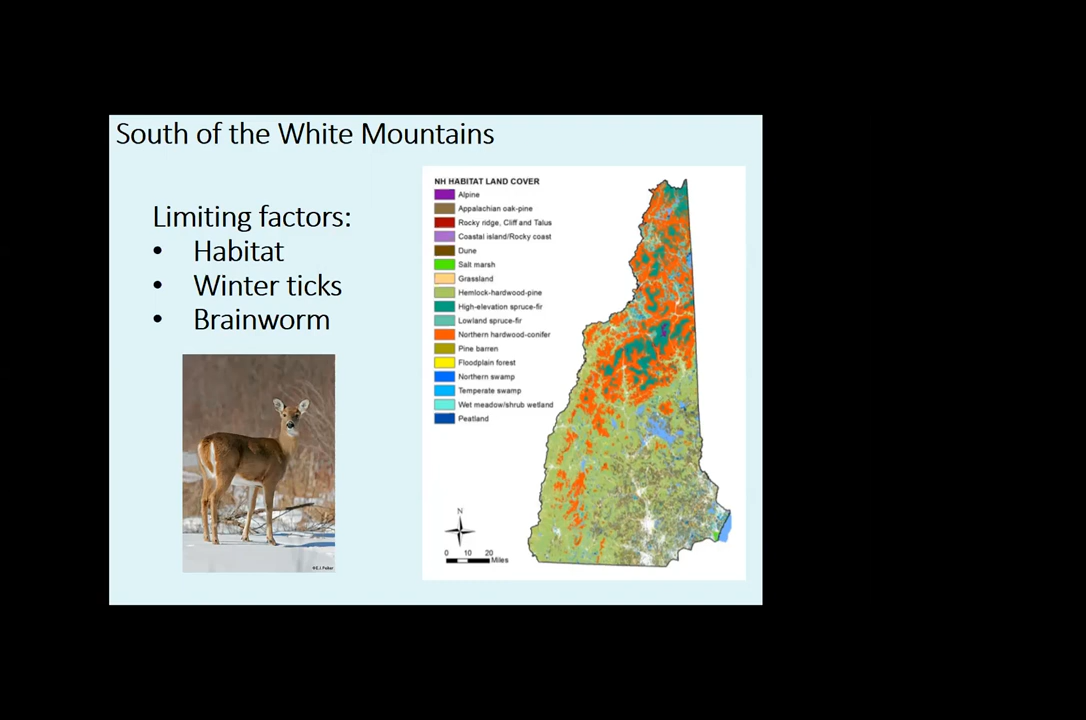 South of the White Mountains
Limiting factors:
• Habitat
• Winter ticks
• Brainworm
NH HABITAT LAND COVER
Alpine
Appalachian oak-pine
Rocky ridge, Cliff and Talus
Coastal island/Rocky coast
Dune
Salt marsh
Grassland
Hemlock-hardwood-pine
High-elevation spruce-fir
Lowland spruce-fir
Northern hardwood-conifer
Pine barren
Floodplain forest
Northern swamp
Temperate swamp
Wet meadow/shrub wetland
Peatland
N
0 10 20
Miles